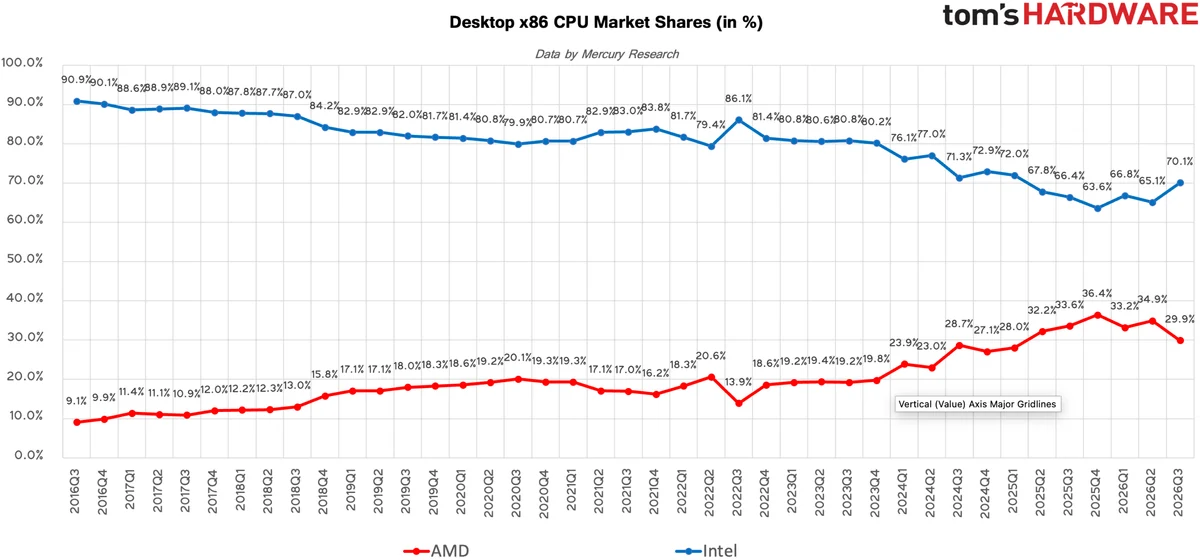 Desktop x86 CPU Market Shares (in %)
tom's HARDWARE
Data by Mercury Research
100.0%
90.0%
80.0%
70.0%
60.0%
50.0%
40.0%
30.0%
20.0%
10.0%
0.0%
90.9% 90.1% 88.6% 88.9% 89.1% 88.0% 87.8% 87.7% 87.0% 84.2% 82.9% 82.9% 82.0% 81.7% 81.4% 80.8% 79.9% 80.7% 80.7% 82.9% 83.0% 83.8% 81.7% 79.4% 86.1% 81.4% 80.8% 80.6% 80.8% 80.2% 76.1% 77.0% 71.3% 72.9% 72.0% 67.8% 66.4% 63.6% 66.8% 65.1% 70.1%
9.1% 9.9% 11.4% 11.1% 10.9% 12.0% 12.2% 12.3% 13.0% 15.8% 17.1% 17.1% 18.0% 18.3% 18.6% 19.2% 20.1% 19.3% 19.3% 17.1% 17.0% 16.2% 18.3% 20.6% 13.9% 18.6% 19.2% 19.4% 19.2% 19.8% 23.9% 23.0% 28.7% 27.1% 28.0% 32.2% 33.6% 36.4% 33.2% 34.9% 29.9%
Vertical (Value) Axis Major Gridlines
2016Q3 2016Q4 2017Q1 2017Q2 2017Q3 2017Q4 2018Q1 2018Q2 2018Q3 2018Q4 2019Q1 2019Q2 2019Q3 2019Q4 2020Q1 2020Q2 2020Q3 2020Q4 2021Q1 2021Q2 2021Q3 2021Q4 2022Q1 2022Q2 2022Q3 2022Q4 2023Q1 2023Q2 2023Q3 2023Q4 2024Q1 2024Q2 2024Q3 2024Q4 2025Q1 2025Q2 2025Q3 2025Q4 2026Q1 2026Q2 2026Q3
AMD Intel